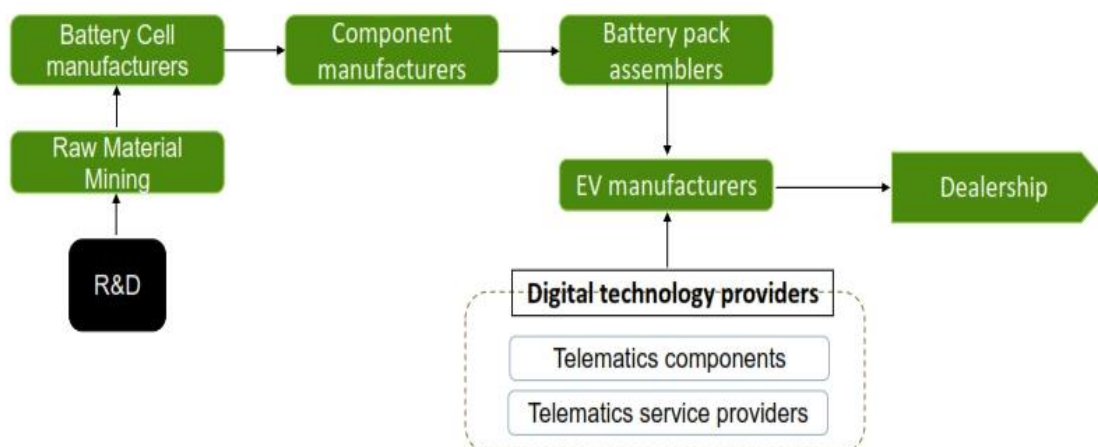 Battery Cell
manufacturers
Component
manufacturers
Battery pack
assemblers
Raw Material
Mining
EV manufacturers
Dealership
R&D
Digital technology providers
Telematics components
Telematics service providers